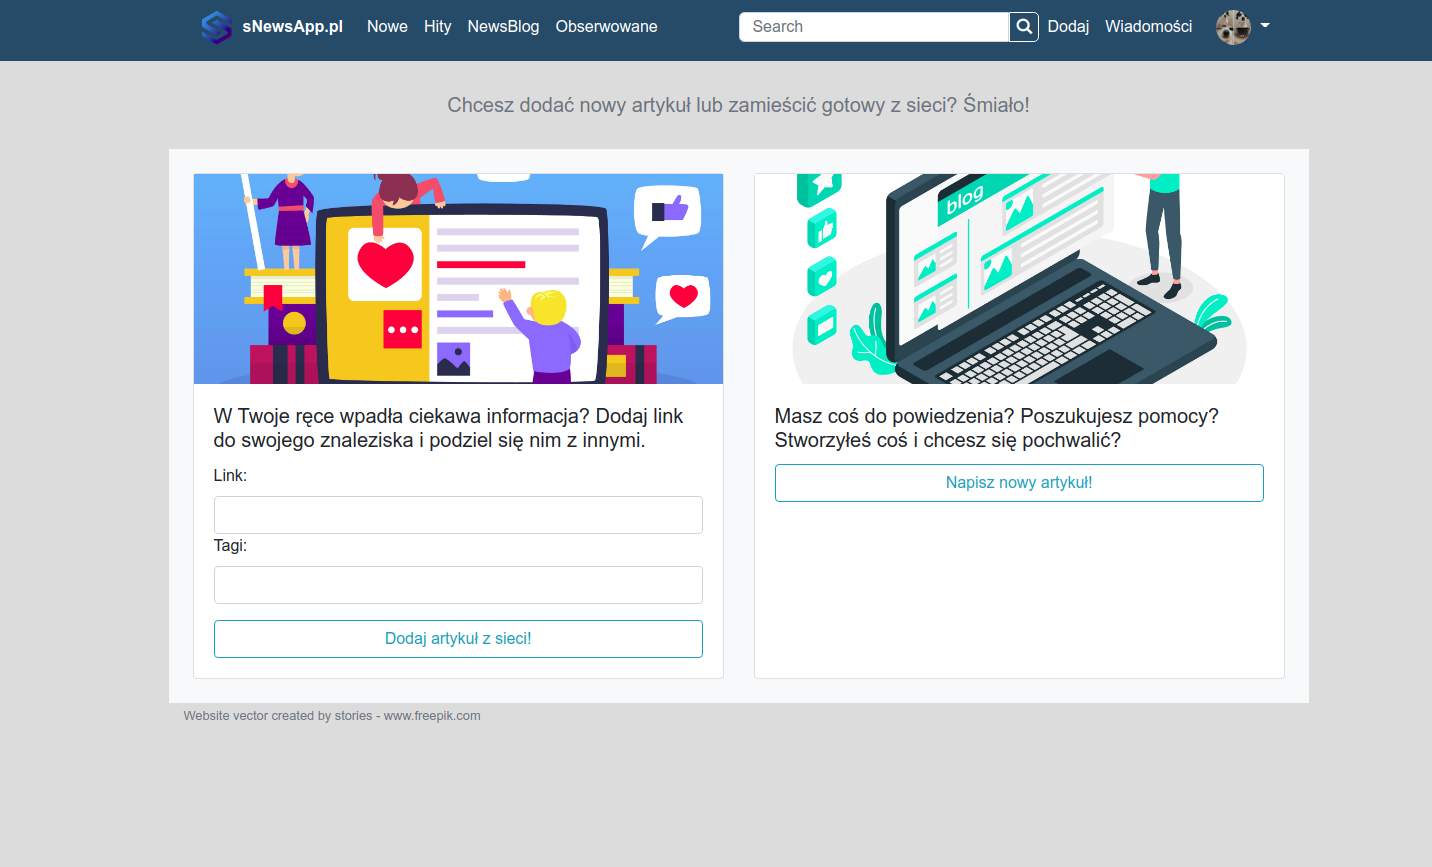 sNewsApp.pl Nowe Hity NewsBlog Obserwowane Search Dodaj Wiadomości
Chcesz dodać nowy artykuł lub zamieścić gotowy z sieci? Śmiało!
blog
W Twoje ręce wpadła ciekawa informacja? Dodaj link
do swojego znaleziska i podziel się nim z innymi.
Link:
Tagi:
Dodaj artykuł z sieci!
Masz coś do powiedzenia? Poszukujesz pomocy?
Stworzyłeś coś i chcesz się pochwalić?
Napisz nowy artykuł!
Website vector created by stories - www.freepik.com